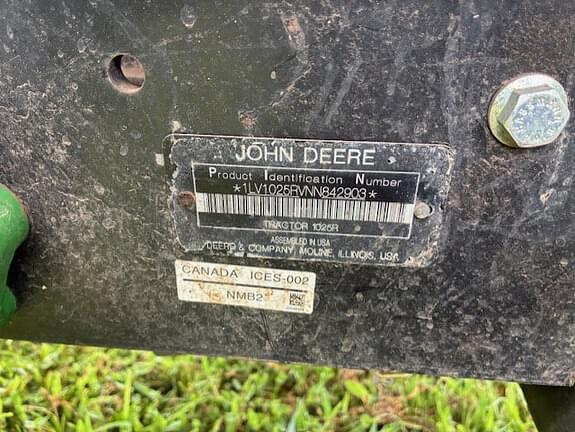 JOHN DEERE
Product Identification Number
*1LV1025RVNN842903*
TRACTOR 1025R
ASSEMBLED IN USA
DEERE & COMPANY, MOLINE, ILLINOIS, USA
CANADA ICES-002
NMB2